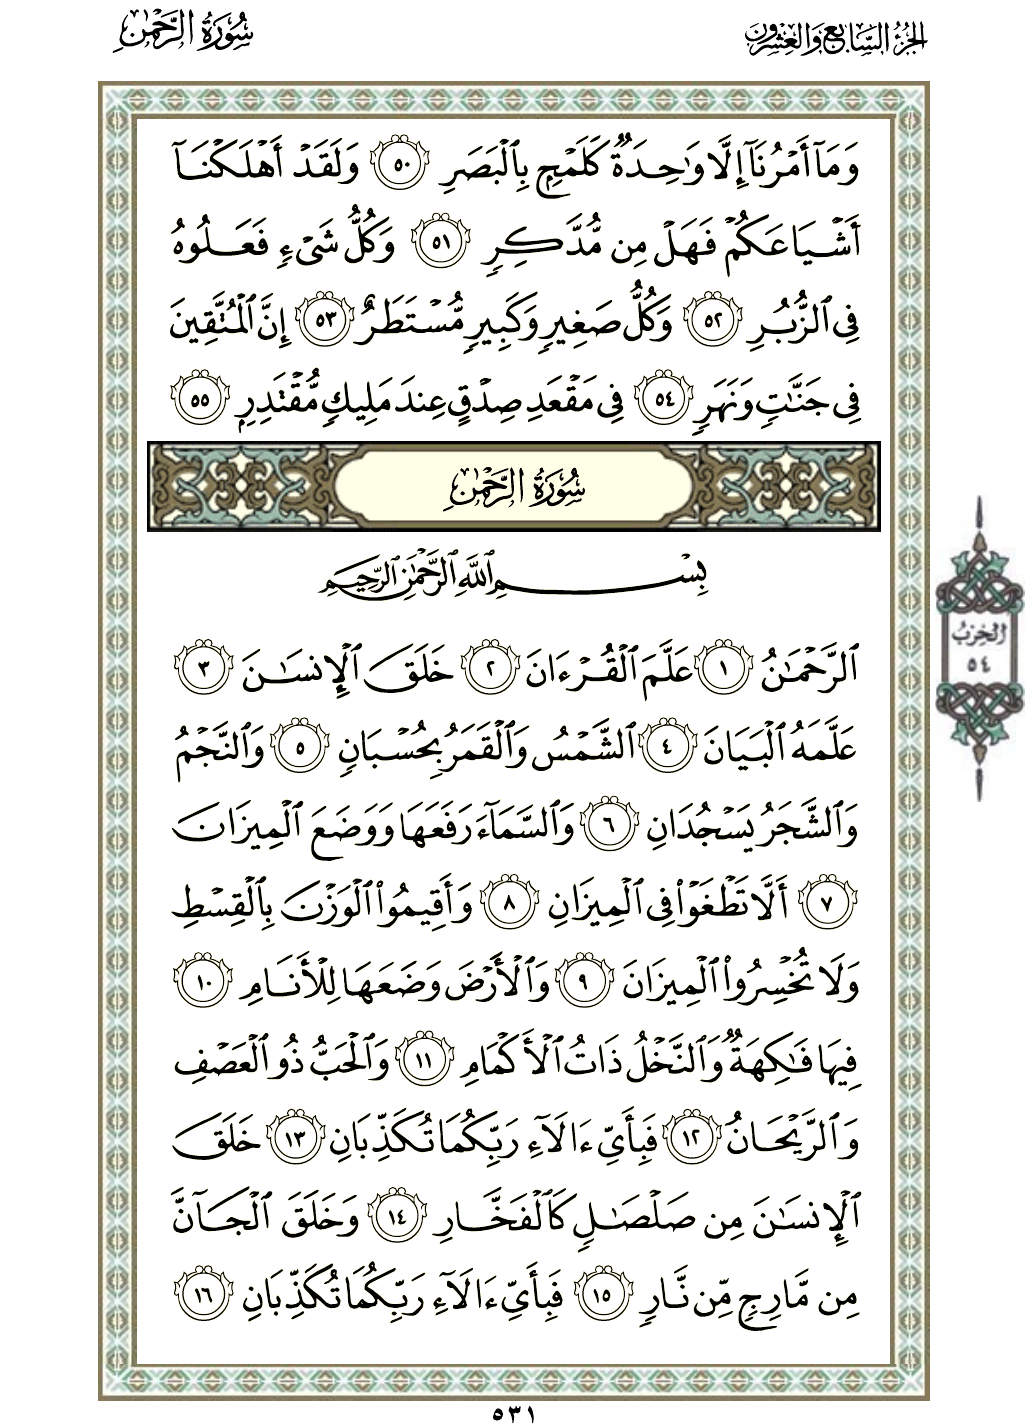 الجزء السابع والعشرون
سورة الرحمن
وَمَآ أَمْرُنَآ إِلَّا وَٰحِدَةٌ كَلَمْحٍۭ بِٱلْبَصَرِ ٥٠ وَلَقَدْ أَهْلَكْنَآ
أَشْيَاعَكُمْ فَهَلْ مِن مُّدَّكِرٍ ٥١ وَكُلُّ شَىْءٍ فَعَلُوهُ
فِى ٱلزُّبُرِ ٥٢ وَكُلُّ صَغِيرٍ وَكَبِيرٍ مُّسْتَطَرٌ ٥٣ إِنَّ ٱلْمُتَّقِينَ
فِى جَنَّٰتٍ وَنَهَرٍ ٥٤ فِى مَقْعَدِ صِدْقٍ عِندَ مَلِيكٍ مُّقْتَدِرٍۭ ٥٥
سُورَةُ الرَّحْمَٰنِ
بِسْمِ ٱللَّهِ ٱلرَّحْمَٰنِ ٱلرَّحِيمِ
ٱلرَّحْمَٰنُ ١ عَلَّمَ ٱلْقُرْءَانَ ٢ خَلَقَ ٱلْإِنسَٰنَ ٣
عَلَّمَهُ ٱلْبَيَانَ ٤ ٱلشَّمْسُ وَٱلْقَمَرُ بِحُسْبَانٍ ٥ وَٱلنَّجْمُ
وَٱلشَّجَرُ يَسْجُدَانِ ٦ وَٱلسَّمَآءَ رَفَعَهَا وَوَضَعَ ٱلْمِيزَانَ
٧ أَلَّا تَطْغَوْا۟ فِى ٱلْمِيزَانِ ٨ وَأَقِيمُوا۟ ٱلْوَزْنَ بِٱلْقِسْطِ
وَلَا تُخْسِرُوا۟ ٱلْمِيزَانَ ٩ وَٱلْأَرْضَ وَضَعَهَا لِلْأَنَامِ ١٠
فِيهَا فَٰكِهَةٌ وَٱلنَّخْلُ ذَاتُ ٱلْأَكْمَامِ ١١ وَٱلْحَبُّ ذُو ٱلْعَصْفِ
وَٱلرَّيْحَانُ ١٢ فَبِأَىِّ ءَالَآءِ رَبِّكُمَا تُكَذِّبَانِ ١٣ خَلَقَ
ٱلْإِنسَٰنَ مِن صَلْصَٰلٍ كَٱلْفَخَّارِ ١٤ وَخَلَقَ ٱلْجَآنَّ
مِن مَّارِجٍ مِّن نَّارٍ ١٥ فَبِأَىِّ ءَالَآءِ رَبِّكُمَا تُكَذِّبَانِ ١٦
الحزب
٥٤
٥٣١